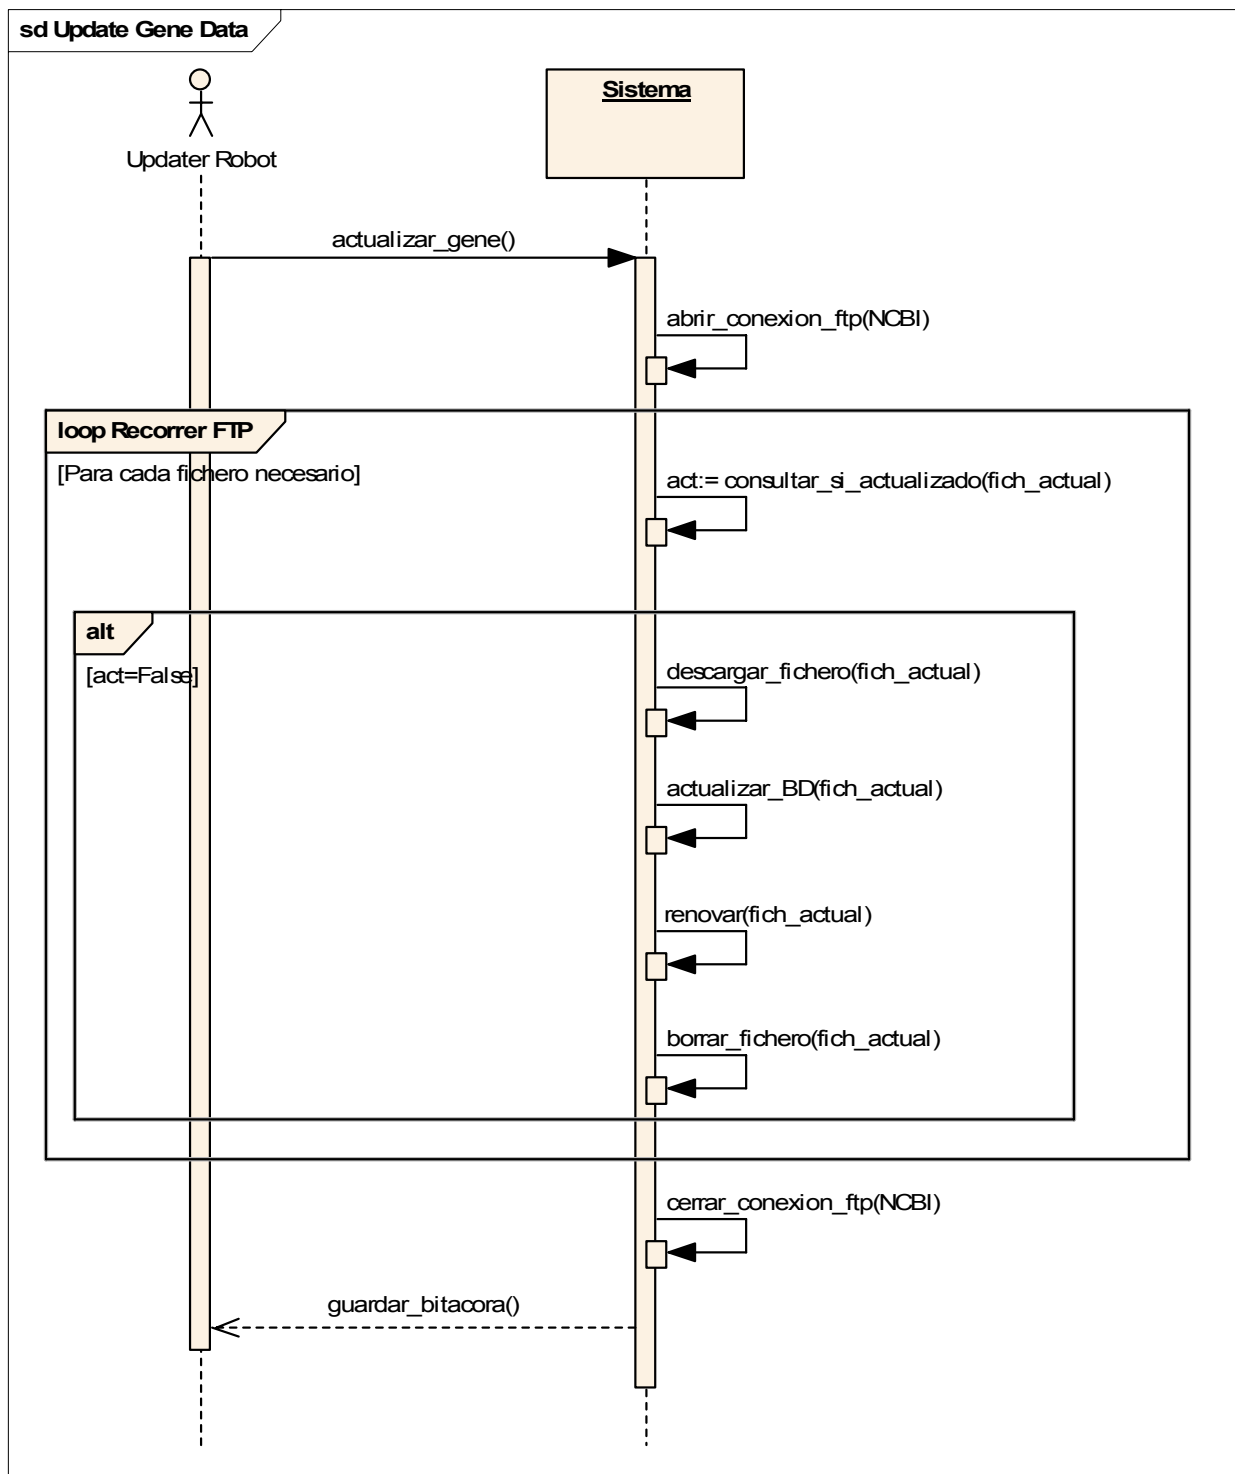 sd Update Gene Data
Sistema
Updater Robot
actualizar_gene()
abrir_conexion_ftp(NCBI)
loop Recorrer FTP
[Para cada fichero necesario]
act:= consultar_si_actualizado(fich_actual)
alt
[act=False]
descargar_fichero(fich_actual)
actualizar_BD(fich_actual)
renovar(fich_actual)
borrar_fichero(fich_actual)
cerrar_conexion_ftp(NCBI)
guardar_bitacora()